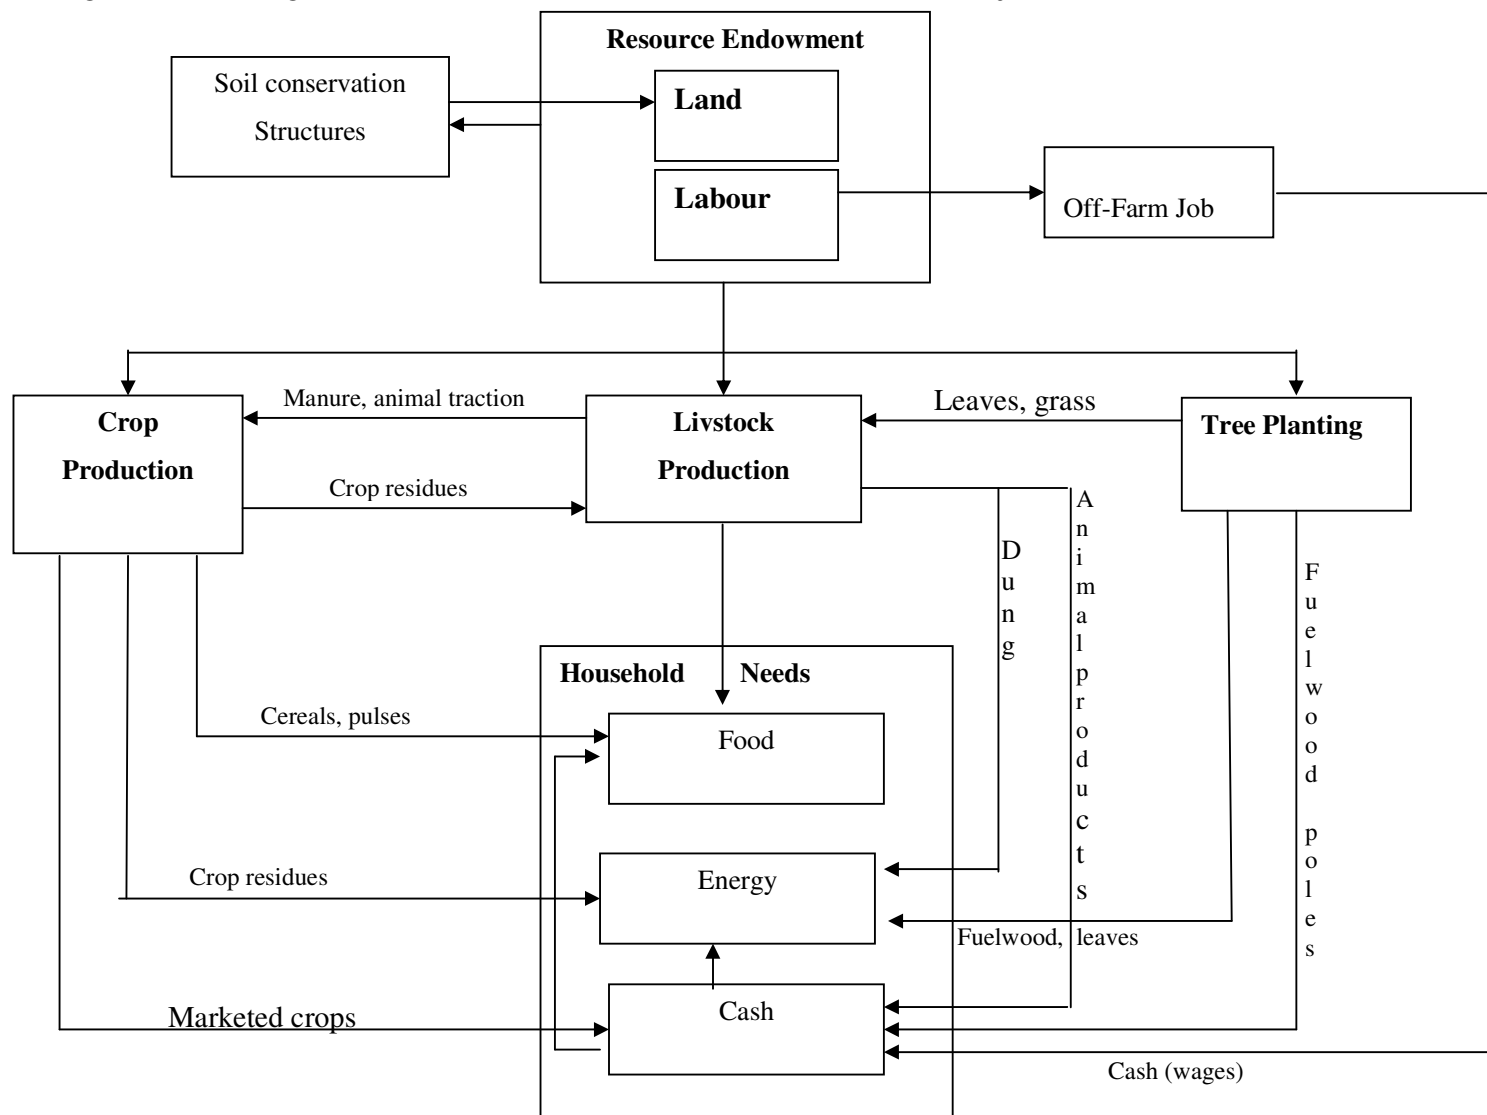 Resource Endowment
Soil conservation
Structures
Land
Labour
Off-Farm Job
Manure, animal traction
Leaves, grass
Crop
Production
Livstock
Production
Tree Planting
Crop residues
Dung
Animalproducts
Fuelwood poles
Household Needs
Cereals, pulses
Food
Crop residues
Energy
Fuelwood, leaves
Cash
Marketed crops
Cash (wages)